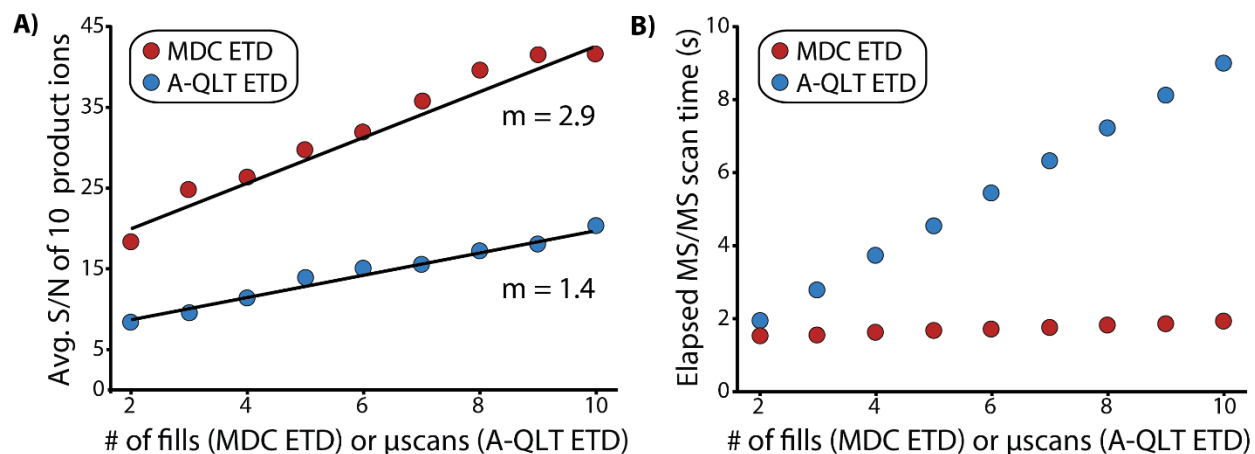 A)
MDC ETD
A-QLT ETD
Avg. S/N of 10 product ions
45
35
25
15
5
0
m = 2.9
m = 1.4
2 4 6 8 10
# of fills (MDC ETD) or μscans (A-QLT ETD)
B)
MDC ETD
A-QLT ETD
Elapsed MS/MS scan time (s)
10
8
6
4
2
0
2 4 6 8 10
# of fills (MDC ETD) or μscans (A-QLT ETD)